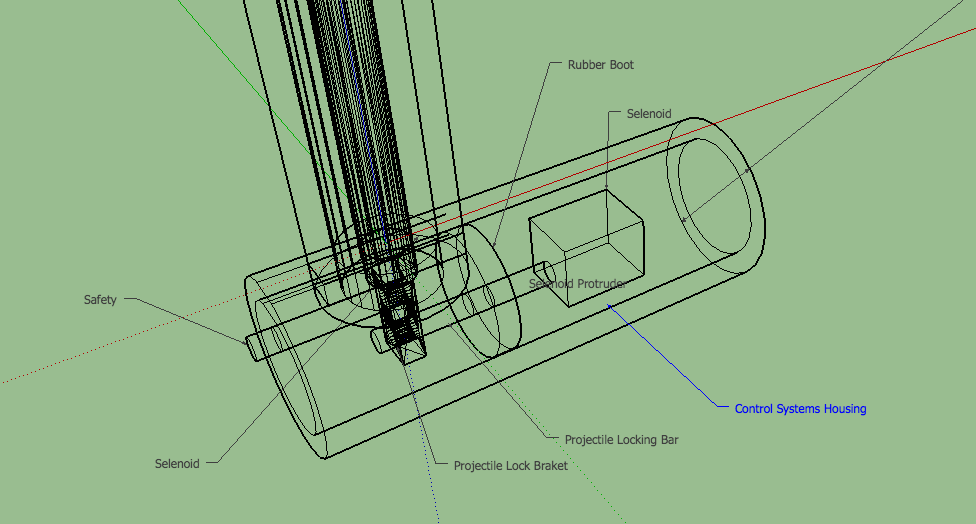 Rubber Boot
Selenoid
Selenoid Protruder
Safety
Control Systems Housing
Projectile Locking Bar
Selenoid
Projectile Lock Braket